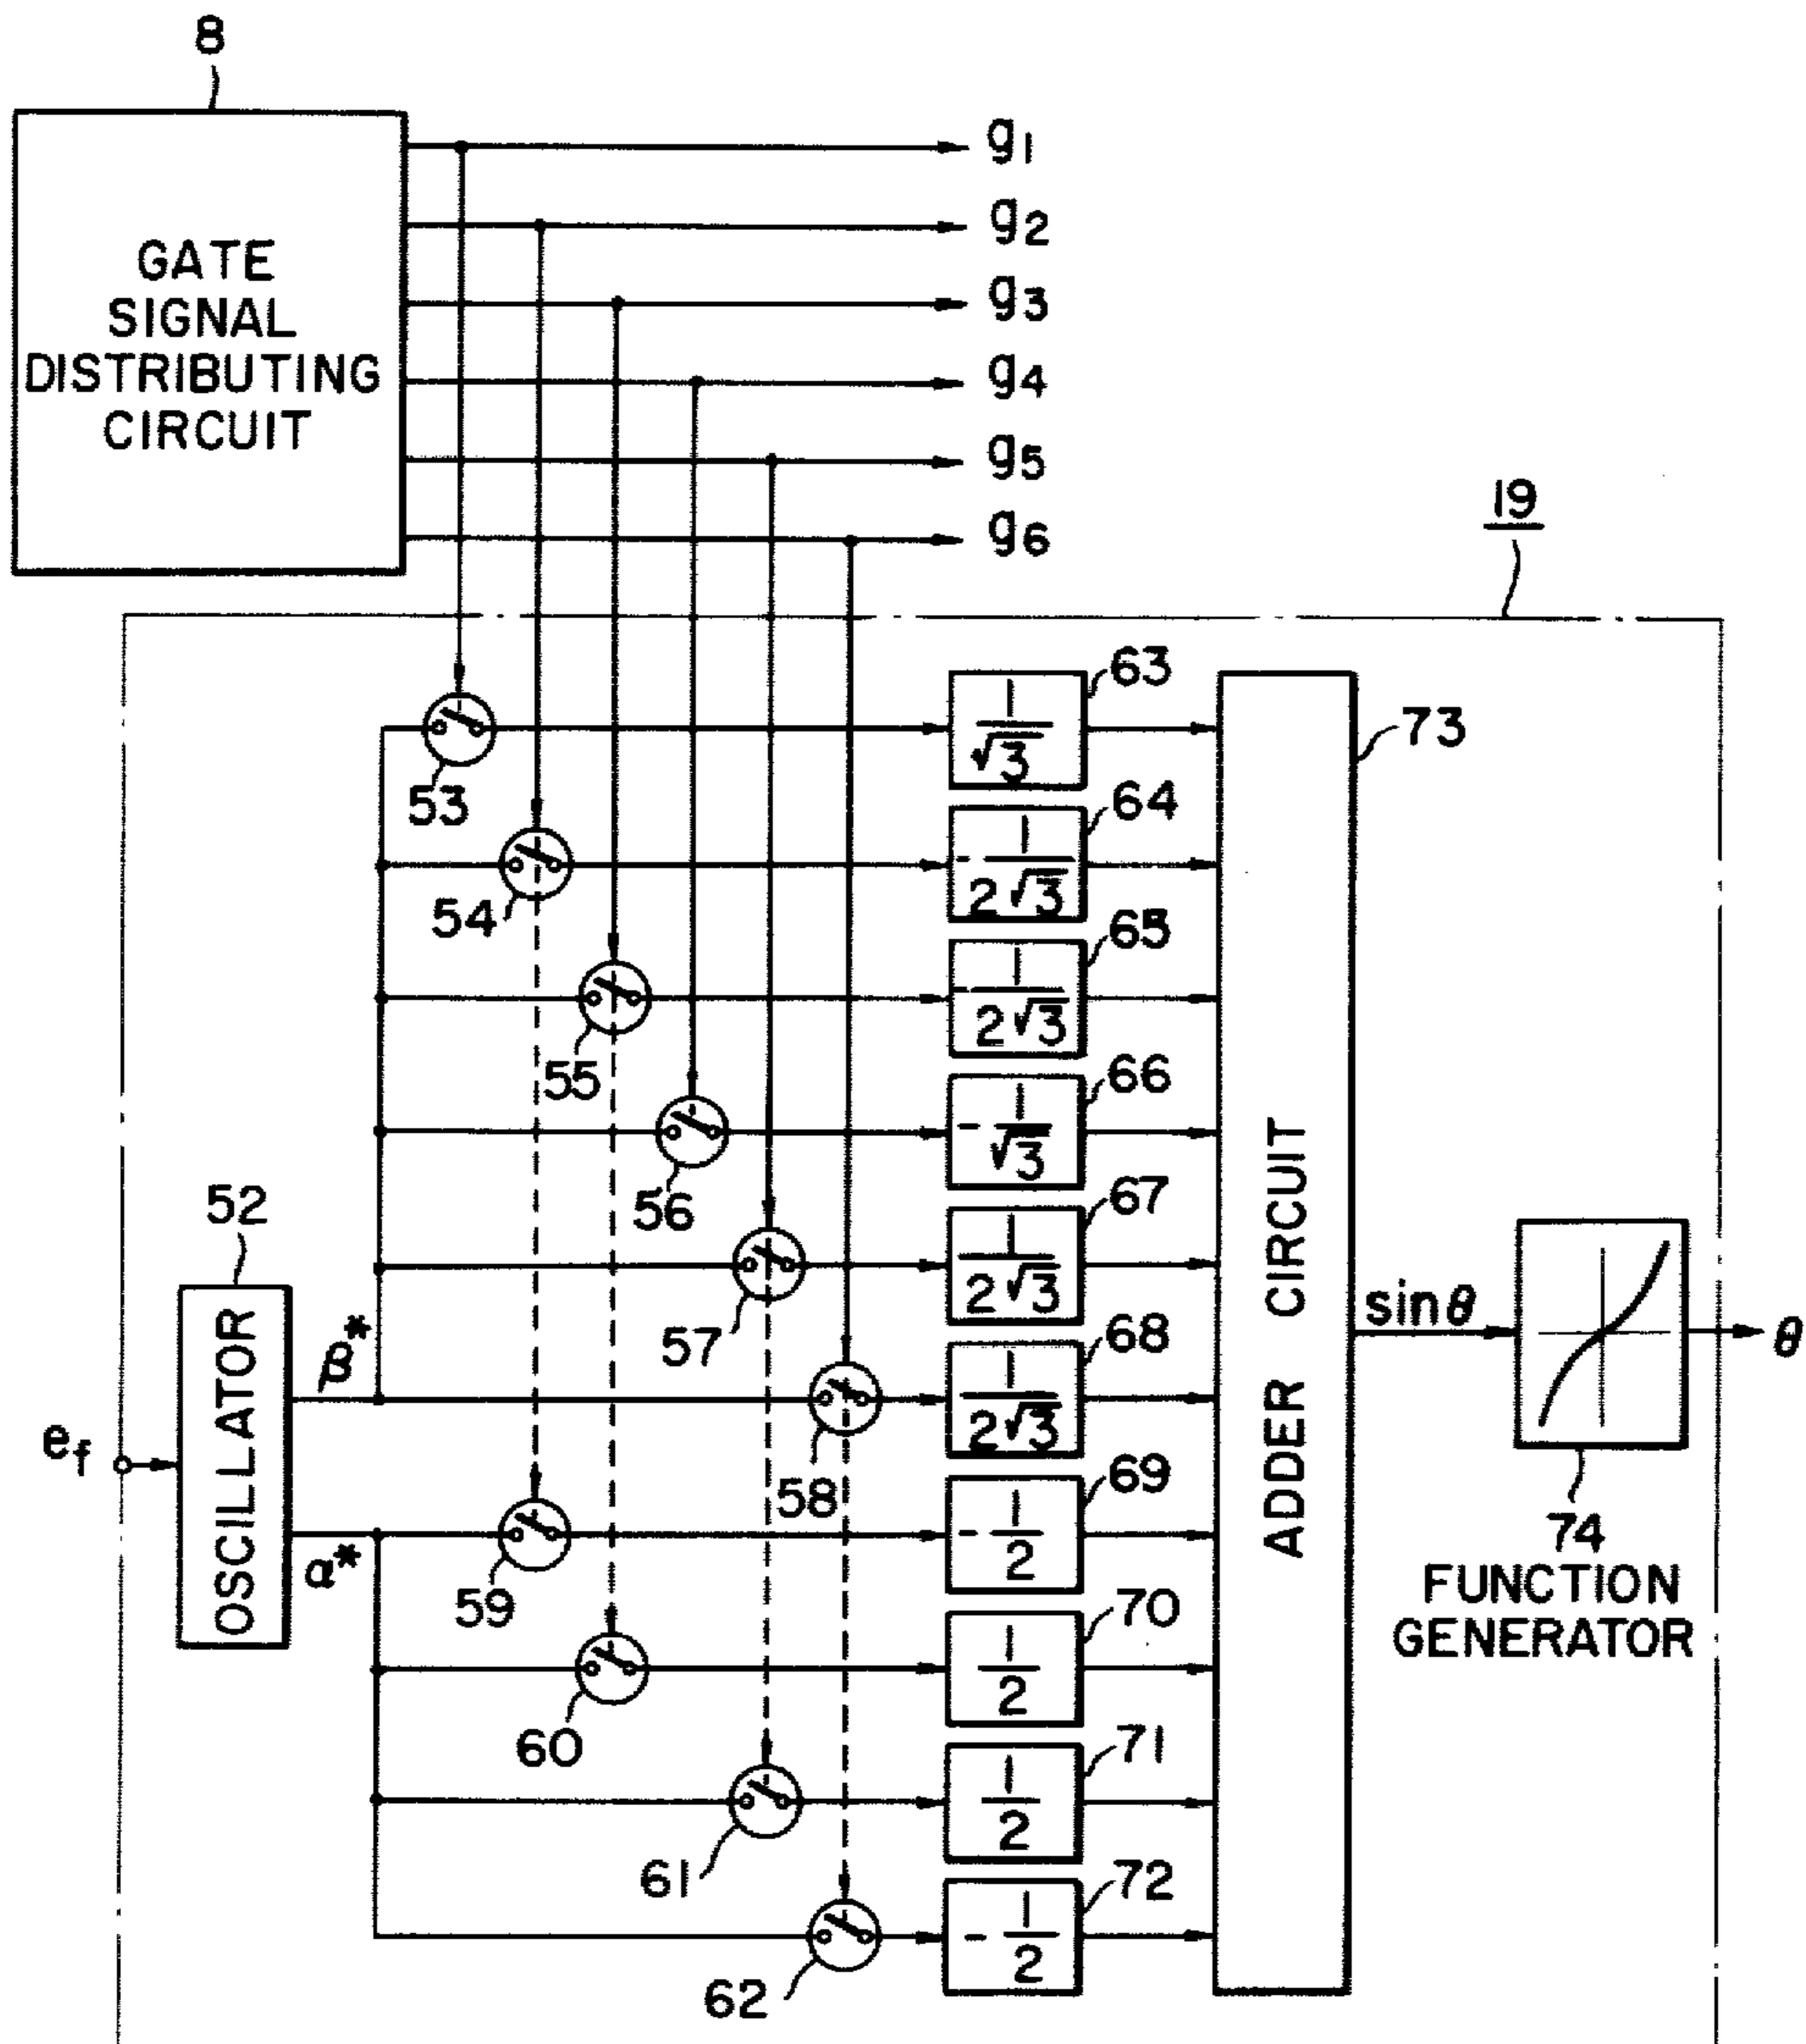 8
GATE
SIGNAL
DISTRIBUTING
CIRCUIT
g1
g2
g3
g4
g5
g6
19
53
54
55
56
57
58
59
60
61
62
63
1/√3
64
-1/2√3
65
-1/2√3
66
-1/√3
67
1/2√3
68
1/2√3
69
-1/2
70
1/2
71
1/2
72
-1/2
73
ADDER CIRCUIT
52
OSCILLATOR
ef
β*
α*
sinθ
θ
74
FUNCTION
GENERATOR